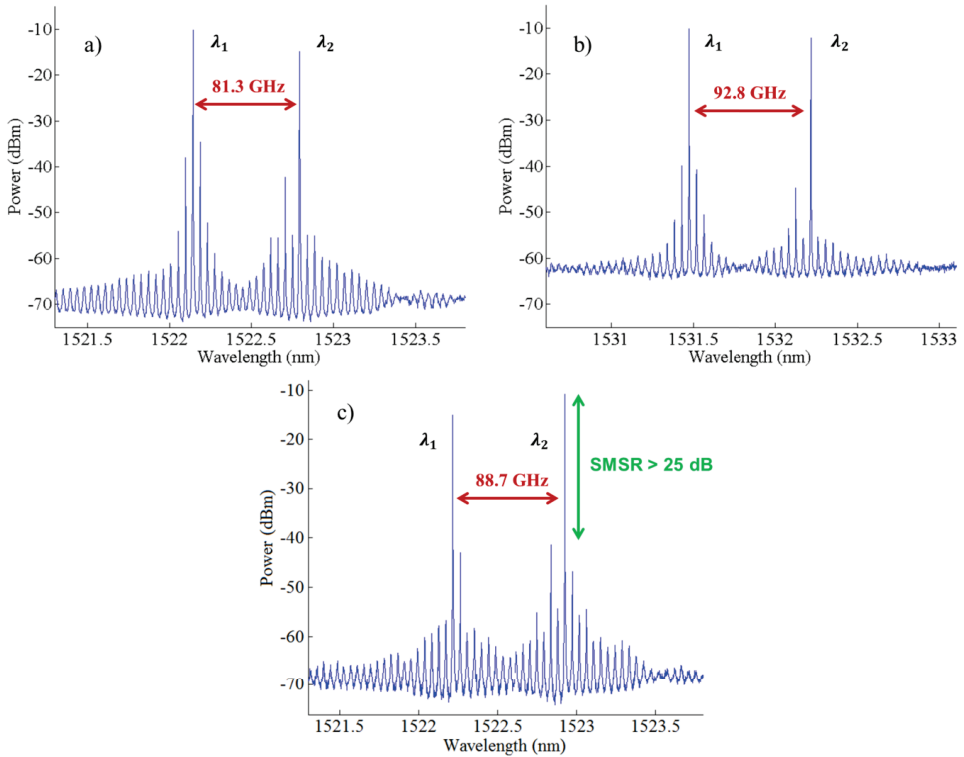 a)
Power (dBm)
-10
-20
-30
-40
-50
-60
-70
λ1
λ2
81.3 GHz
1521.5
1522
1522.5
1523
1523.5
Wavelength (nm)
b)
Power (dBm)
-10
-20
-30
-40
-50
-60
-70
λ1
λ2
92.8 GHz
1531
1531.5
1532
1532.5
1533
Wavelength (nm)
c)
Power (dBm)
-10
-20
-30
-40
-50
-60
-70
λ1
λ2
88.7 GHz
SMSR > 25 dB
1521.5
1522
1522.5
1523
1523.5
Wavelength (nm)